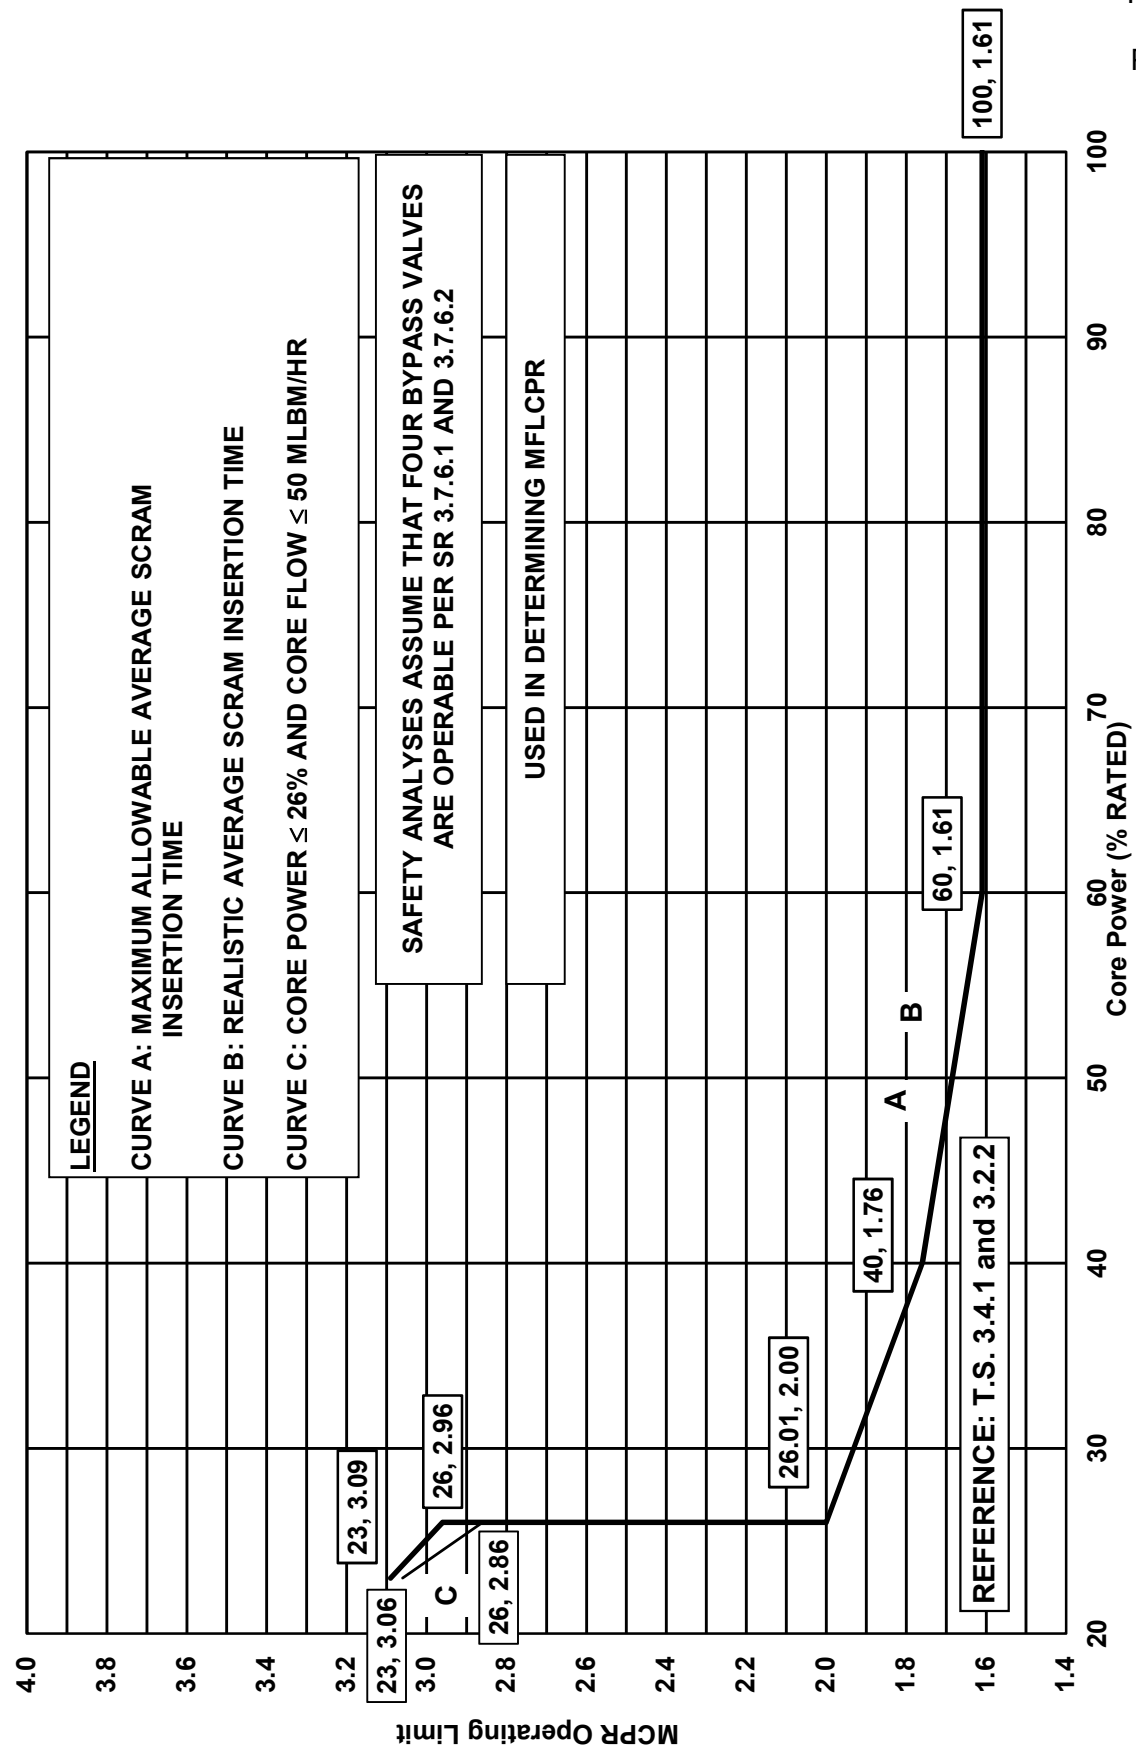 LEGEND
CURVE A: MAXIMUM ALLOWABLE AVERAGE SCRAM
INSERTION TIME
CURVE B: REALISTIC AVERAGE SCRAM INSERTION TIME
CURVE C: CORE POWER ≤ 26% AND CORE FLOW ≤ 50 MLBM/HR
SAFETY ANALYSES ASSUME THAT FOUR BYPASS VALVES
ARE OPERABLE PER SR 3.7.6.1 AND 3.7.6.2
USED IN DETERMINING MFLCPR
MCPR Operating Limit
4.0
3.8
3.6
3.4
3.2
3.0
2.8
2.6
2.4
2.2
2.0
1.8
1.6
1.4
23, 3.09
23, 3.06
26, 2.96
C
26, 2.86
26.01, 2.00
40, 1.76
A
B
60, 1.61
100, 1.61
REFERENCE: T.S. 3.4.1 and 3.2.2
20
30
40
50
60
70
80
90
100
Core Power (% RATED)